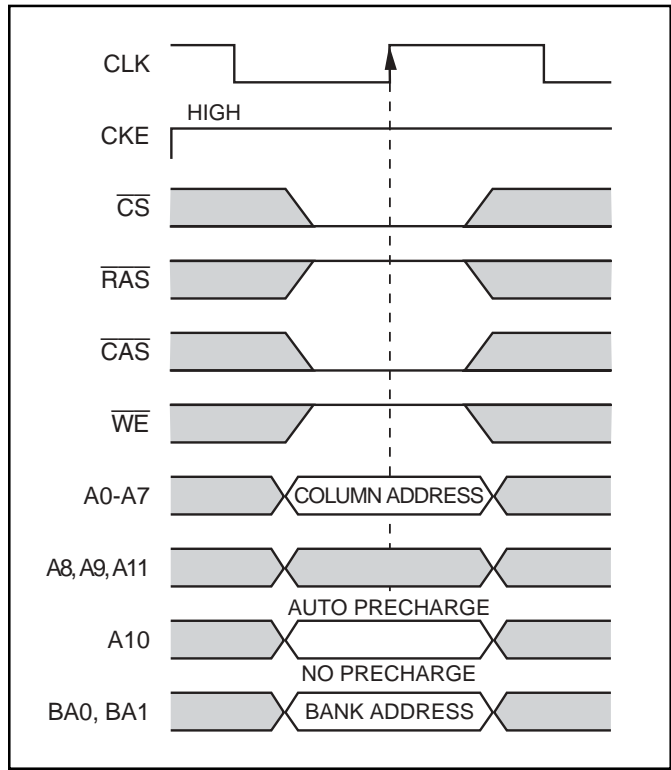 CLK
HIGH
CKE
CS
RAS
CAS
WE
A0-A7 COLUMN ADDRESS
A8, A9, A11
AUTO PRECHARGE
A10
NO PRECHARGE
BA0, BA1 BANK ADDRESS